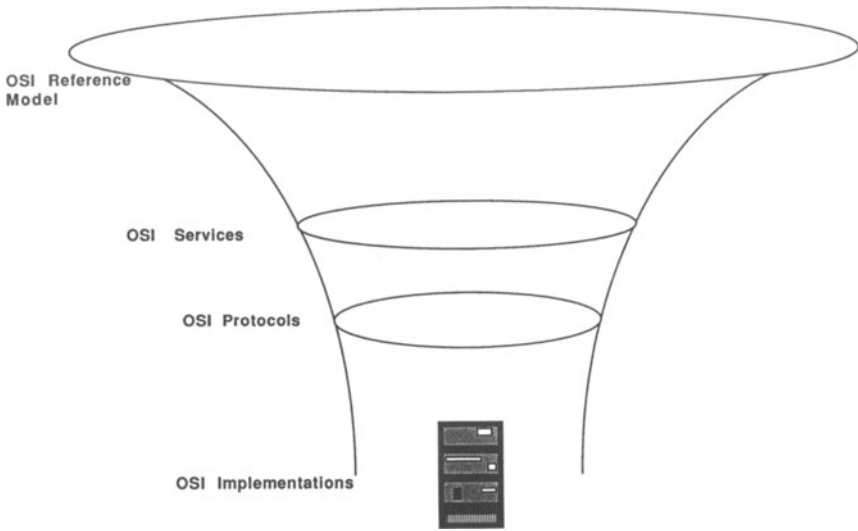 OSI Reference
Model
OSI Services
OSI Protocols
OSI Implementations